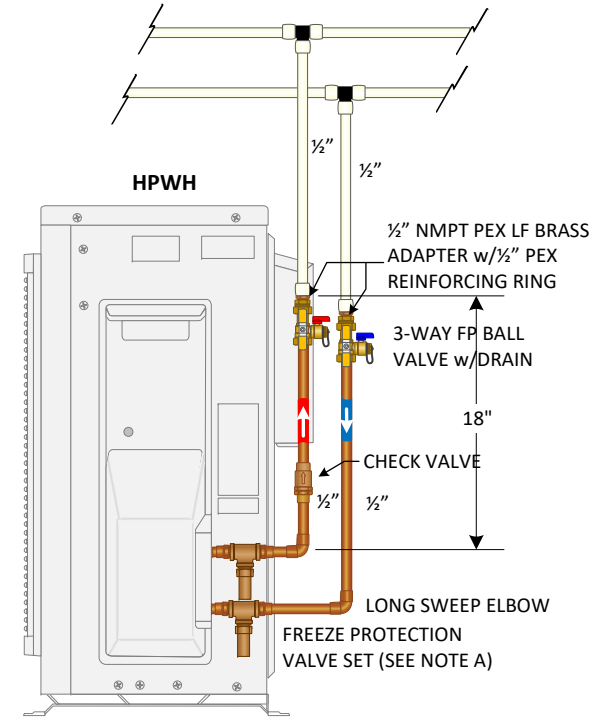 ½”
½”
HPWH
½” NMPT PEX LF BRASS
ADAPTER w/½” PEX
REINFORCING RING
3-WAY FP BALL
VALVE w/DRAIN
18"
CHECK VALVE
½”
½”
LONG SWEEP ELBOW
FREEZE PROTECTION
VALVE SET (SEE NOTE A)